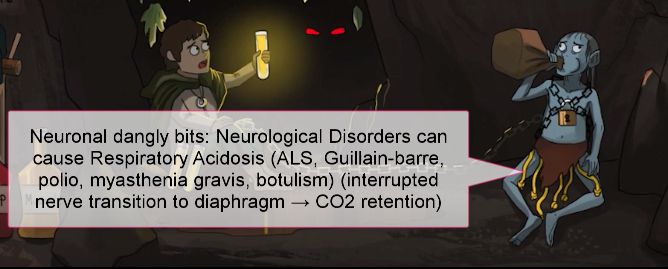 Neuronal dangly bits: Neurological Disorders can
cause Respiratory Acidosis (ALS, Guillain-barre,
polio, myasthenia gravis, botulism) (interrupted
nerve transition to diaphragm → CO2 retention)